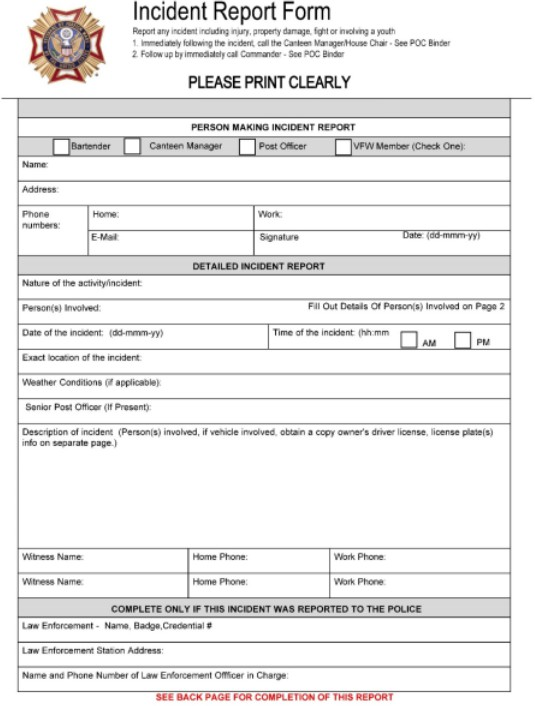 Incident Report Form
Report any incident including injury, property damage, fight or involving a youth
1. Immediately following the incident, call the Canteen Manager/House Chair - See POC Binder
2. Follow up by immediately call Commander - See POC Binder
PLEASE PRINT CLEARLY
PERSON MAKING INCIDENT REPORT
Bartender Canteen Manager Post Officer VFW Member (Check One):
Name:
Address:
Phone numbers: Home: Work:
E-Mail: Signature Date: (dd-mmm-yy)
DETAILED INCIDENT REPORT
Nature of the activity/incident:
Person(s) Involved: Fill Out Details Of Person(s) Involved on Page 2
Date of the incident: (dd-mmm-yy) Time of the incident: (hh:mm AM PM
Exact location of the incident:
Weather Conditions (if applicable):
Senior Post Officer (If Present):
Description of incident (Person(s) involved, if vehicle involved, obtain a copy owner's driver license, license plate(s)
info on separate page.)
Witness Name: Home Phone: Work Phone:
Witness Name: Home Phone: Work Phone:
COMPLETE ONLY IF THIS INCIDENT WAS REPORTED TO THE POLICE
Law Enforcement - Name, Badge,Credential #
Law Enforcement Station Address:
Name and Phone Number of Law Enforcement Offficer in Charge:
SEE BACK PAGE FOR COMPLETION OF THIS REPORT